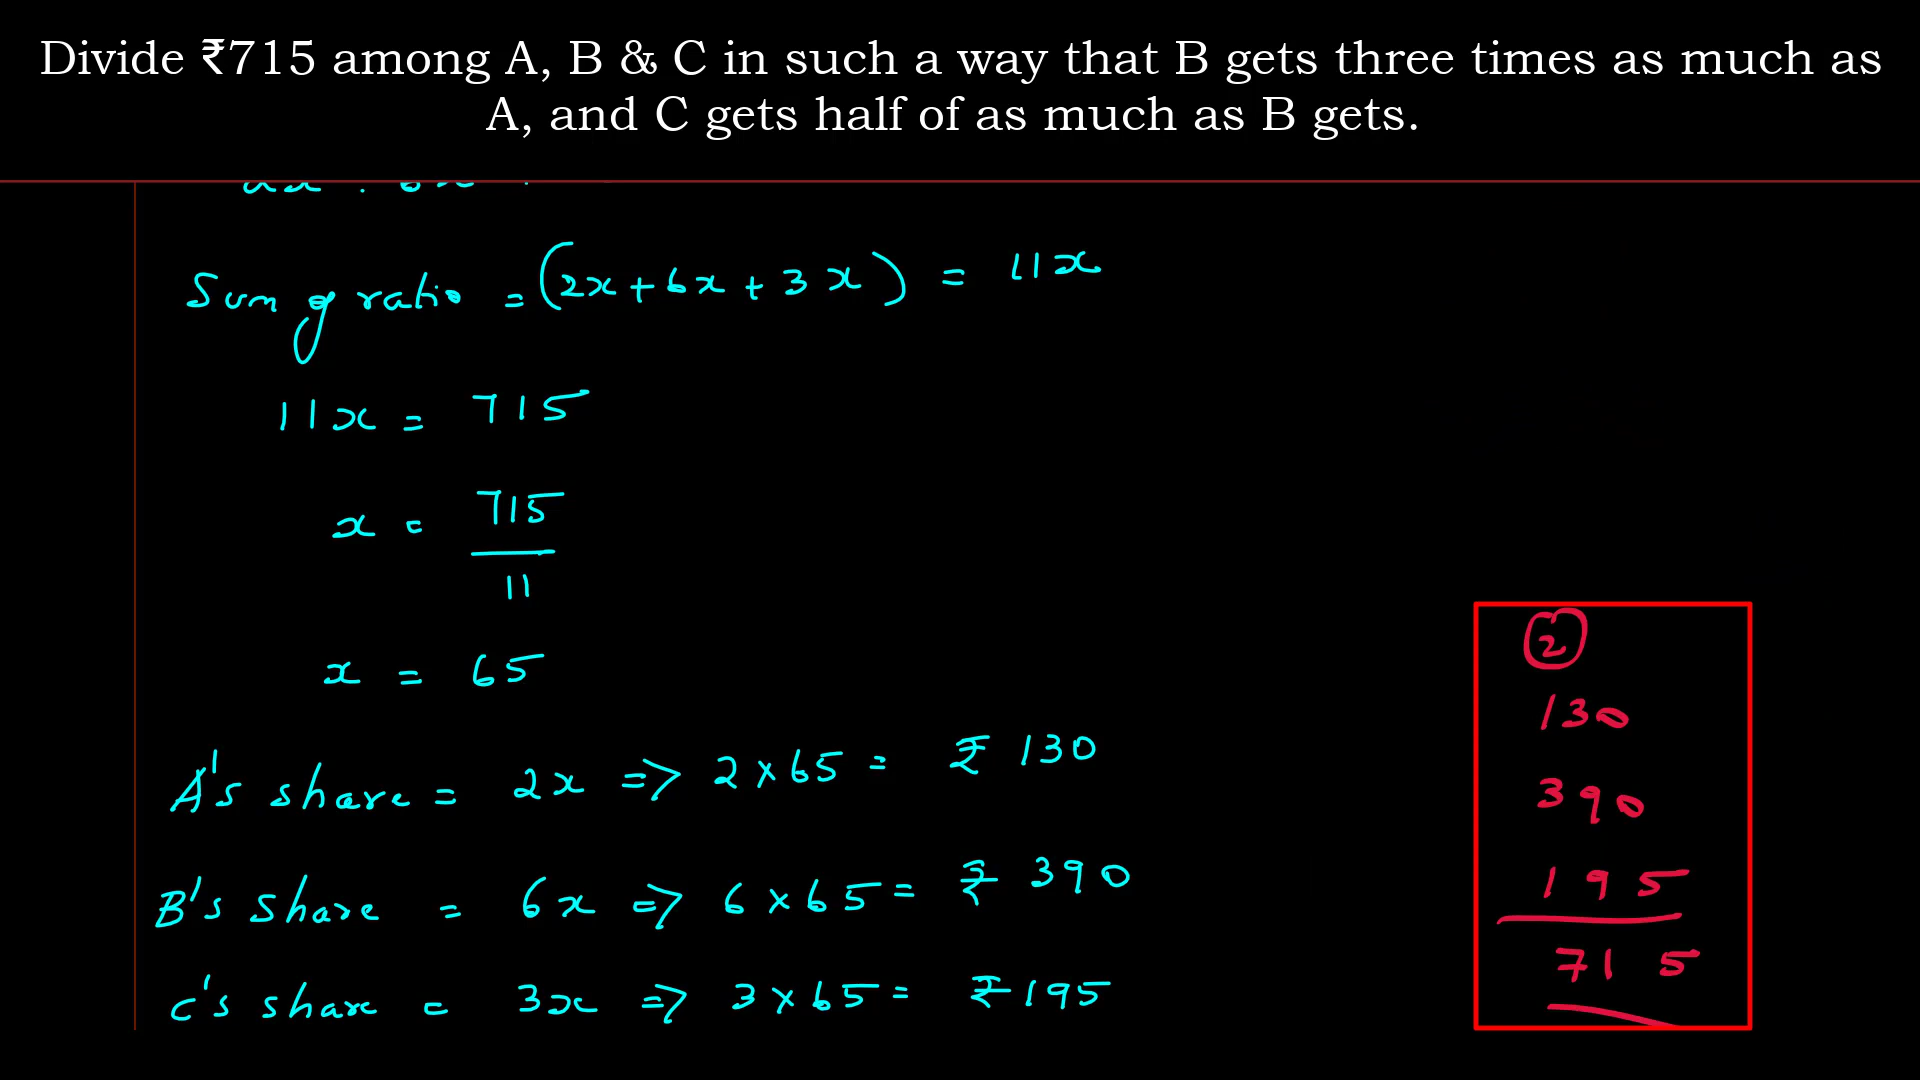 Divide ₹715 among A, B & C in such a way that B gets three times as much as
A, and C gets half of as much as B gets.
Sum of ratio = (2x + 6x + 3x) = 11x
11x = 715
x = 715/11
x = 65
A's share = 2x => 2 × 65 = ₹ 130
B's share = 6x => 6 × 65 = ₹ 390
C's share = 3x => 3 × 65 = ₹ 195
2
130
390
195
715